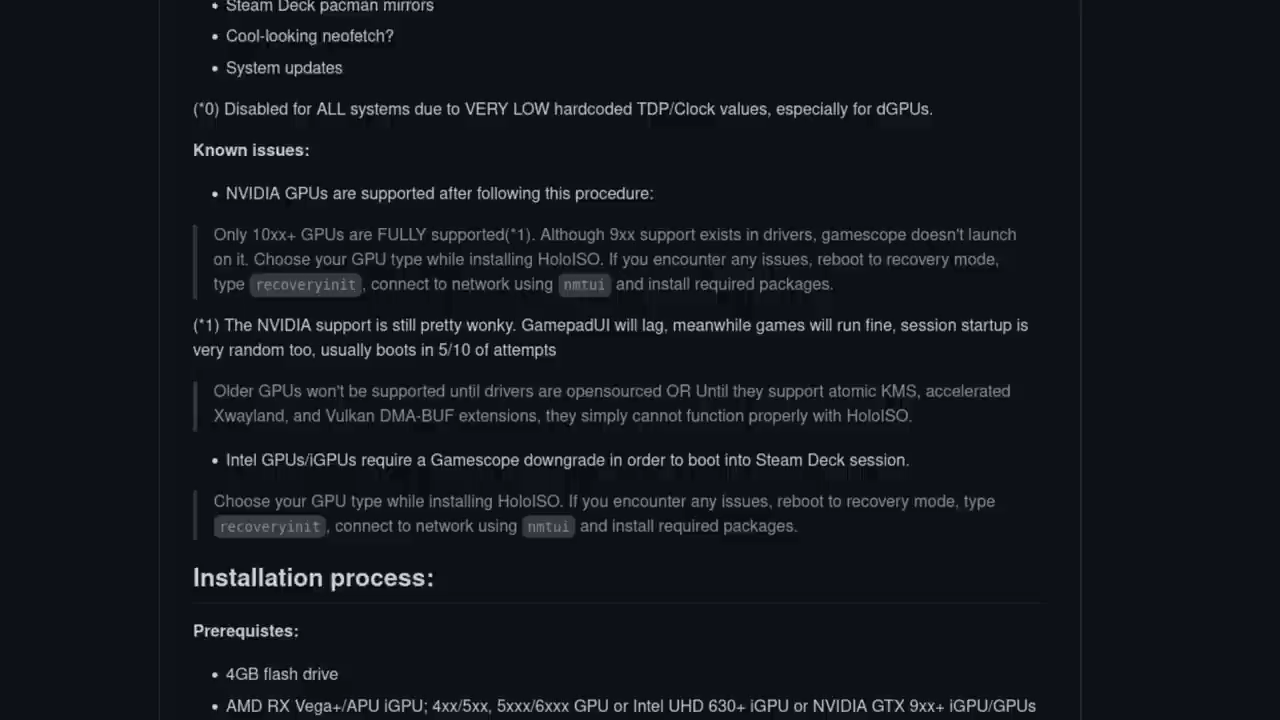 Steam Deck pacman mirrors
Cool-looking neofetch?
System updates
(*0) Disabled for ALL systems due to VERY LOW hardcoded TDP/Clock values, especially for dGPUs.
Known issues:
NVIDIA GPUs are supported after following this procedure:
Only 10xx+ GPUs are FULLY supported(*1). Although 9xx support exists in drivers, gamescope doesn't launch
on it. Choose your GPU type while installing HoloISO. If you encounter any issues, reboot to recovery mode,
type recoveryinit, connect to network using nmtui and install required packages.
(*1) The NVIDIA support is still pretty wonky. GamepadUI will lag, meanwhile games will run fine, session startup is
very random too, usually boots in 5/10 of attempts
Older GPUs won't be supported until drivers are opensourced OR Until they support atomic KMS, accelerated
Xwayland, and Vulkan DMA-BUF extensions, they simply cannot function properly with HoloISO.
Intel GPUs/iGPUs require a Gamescope downgrade in order to boot into Steam Deck session.
Choose your GPU type while installing HoloISO. If you encounter any issues, reboot to recovery mode, type
recoveryinit, connect to network using nmtui and install required packages.
Installation process:
Prerequistes:
4GB flash drive
AMD RX Vega+/APU iGPU; 4xx/5xx, 5xxx/6xxx GPU or Intel UHD 630+ iGPU or NVIDIA GTX 9xx+ iGPU/GPUs